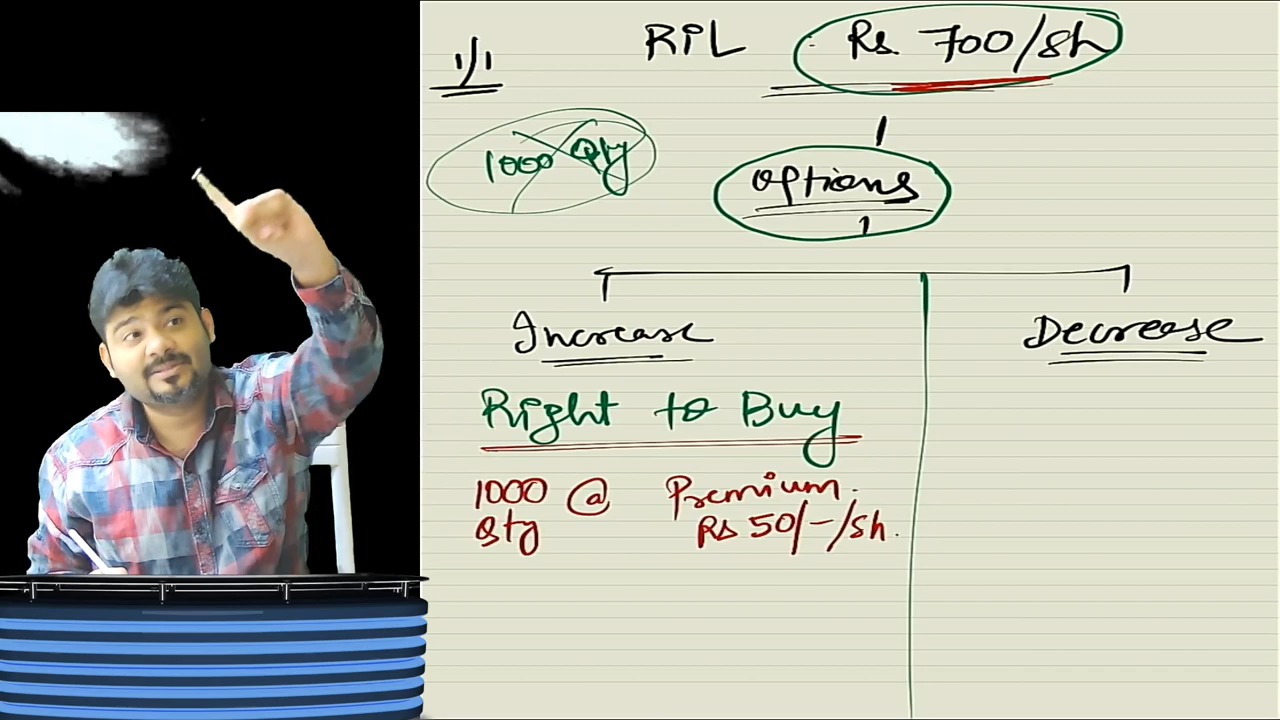 1/1
RIL Rs. 700/sh
1000 Qty
Options
Increase
Decrease
Right to Buy
1000 @ Premium.
Qty Rs 50/-/sh.